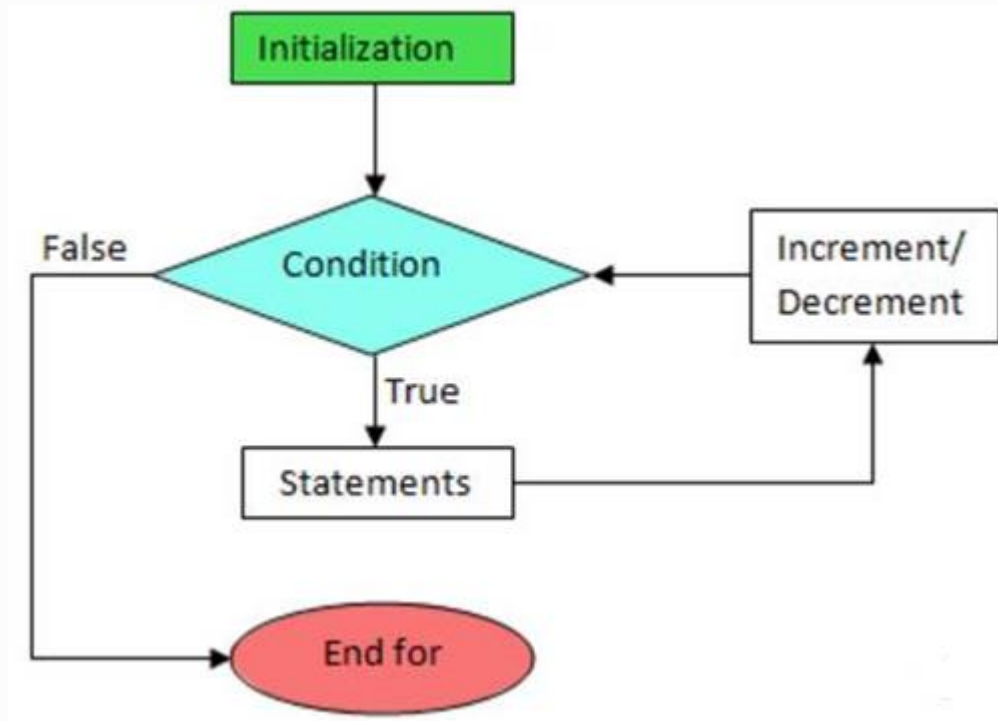 Initialization
False
Condition
Increment/
Decrement
True
Statements
End for